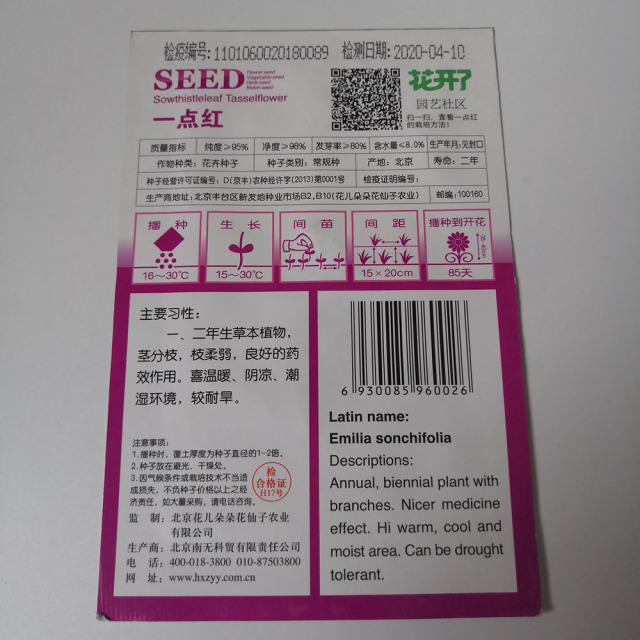 检疫编号:1101060020180089 检测日期:2020-04-10
SEED
Flower seed
Vegetable seed
Herb seed
Melon seed
Sowthistleleaf Tasselflower
一点红
花开了
园艺社区
扫一扫，查看一点红
的栽培方法!
质量指标 纯度≥95% 净度≥98% 发芽率≥80% 含水量≤8.0% 生产年月:见封口
作物种类: 花卉种子 种子类别: 常规种 产地: 北京 寿命: 二年
种子经营许可证编号: D(京丰)农种经许字(2013)第0001号 检疫证明编号:
生产商地址:北京丰台区新发地种业市场B2,B10(花儿朵朵花仙子农业) 邮编:100160
播种 生长 间苗 间距 播种到开花
16～30℃ 15～30℃ 15×20cm 85天
主要习性:
一、二年生草本植物，
茎分枝，枝柔弱，良好的药
效作用。喜温暖、阴凉、潮
湿环境，较耐旱。
注意事项:
1.播种时，覆土厚度为种子直径的1-2倍。
2.种子放在避光、干燥处。
3.因气候条件或栽培技术不当造
成损失，不负种子价格以上之经
济责任，如大量采购，请电话咨询。
检
合格证
H17号
监制: 北京花儿朵朵花仙子农业
有限公司
生产商: 北京南无科贸有限责任公司
电话: 400-018-3800 010-87503800
网址: www.hxzyy.com.cn
6 930085 960026
Latin name:
Emilia sonchifolia
Descriptions:
Annual, biennial plant with
branches. Nicer medicine
effect. Hi warm, cool and
moist area. Can be drought
tolerant.